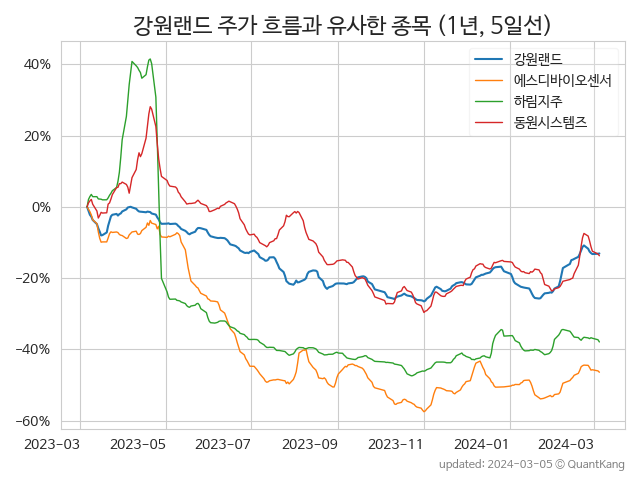 강원랜드 주가 흐름과 유사한 종목 (1년, 5일선)
강원랜드
에스디바이오센서
하림지주
동원시스템즈
40%
20%
0%
−20%
−40%
−60%
2023-03 2023-05 2023-07 2023-09 2023-11 2024-01 2024-03
updated: 2024-03-05 © QuantKang